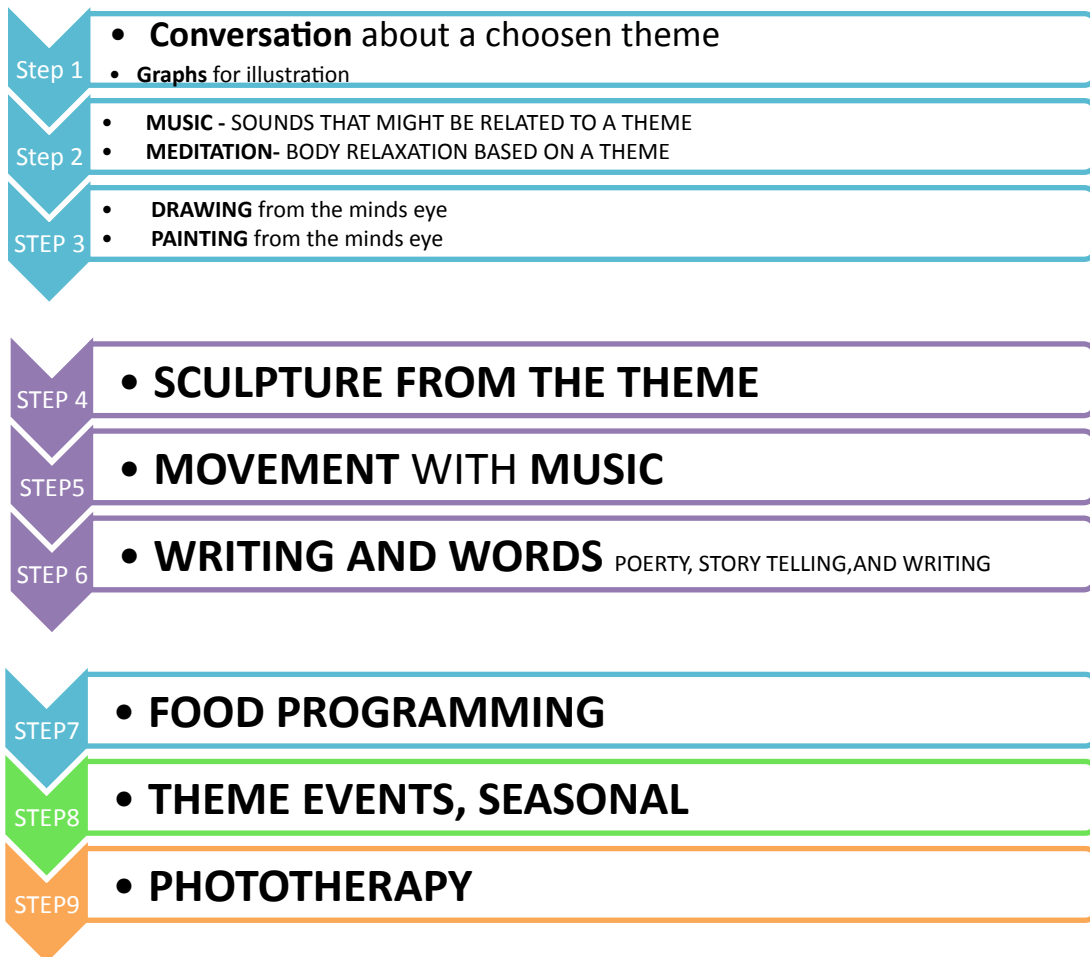 Step 1
• Conversation about a choosen theme
• Graphs for illustration
Step 2
• MUSIC - SOUNDS THAT MIGHT BE RELATED TO A THEME
• MEDITATION- BODY RELAXATION BASED ON A THEME
STEP 3
• DRAWING from the minds eye
• PAINTING from the minds eye
STEP 4
• SCULPTURE FROM THE THEME
STEP5
• MOVEMENT WITH MUSIC
STEP 6
• WRITING AND WORDS POERTY, STORY TELLING,AND WRITING
STEP7
• FOOD PROGRAMMING
STEP8
• THEME EVENTS, SEASONAL
STEP9
• PHOTOTHERAPY